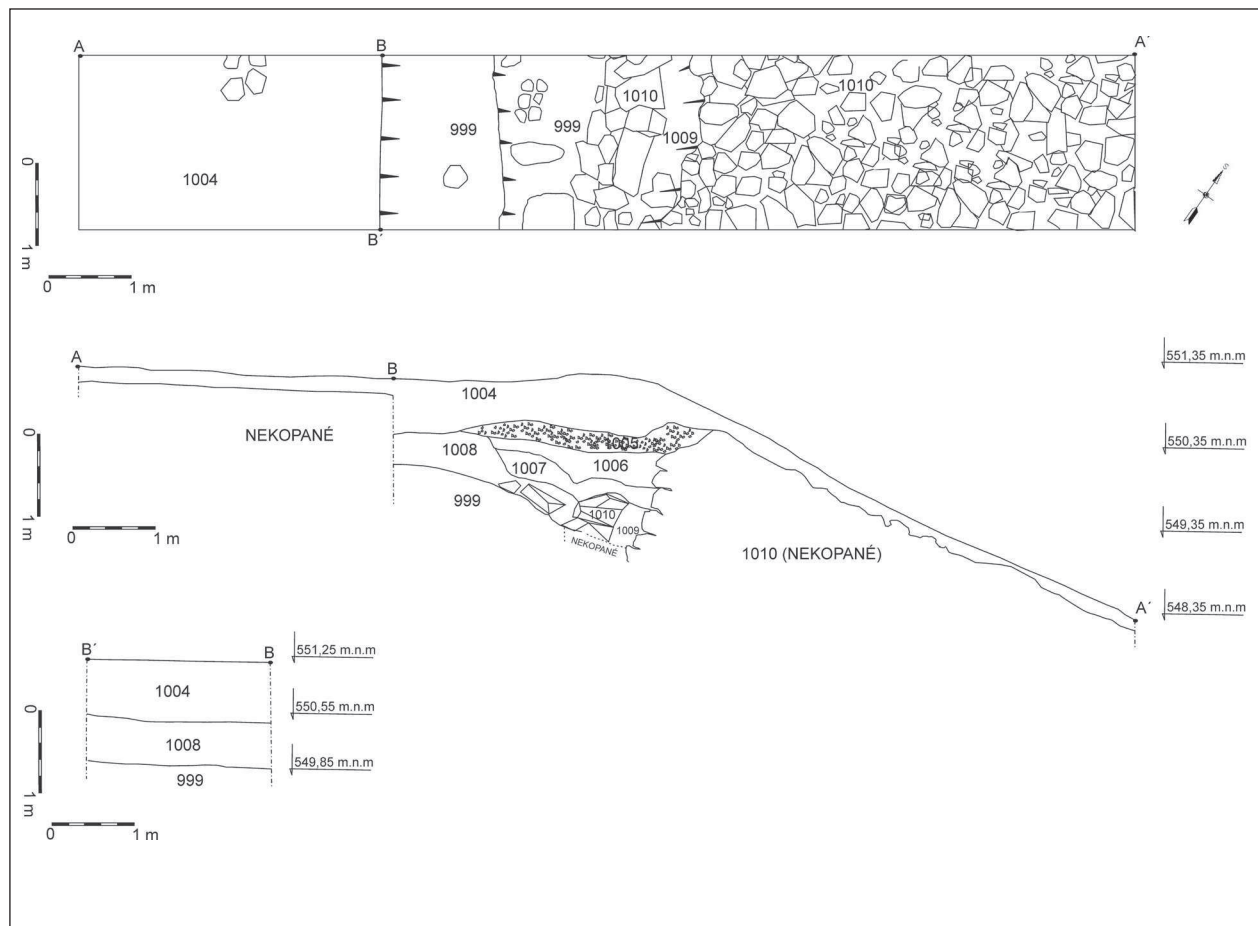 A
B
A´
1010
1010
999
999
1009
1004
B´
0
1 m
0
1 m
S
A
B
551,35 m.n.m
1004
NEKOPANÉ
1005
550,35 m.n.m
1008
1006
1007
999
1010
1009
549,35 m.n.m
NEKOPANÉ
1010 (NEKOPANÉ)
0
1 m
0
1 m
A´
548,35 m.n.m
B´
B
551,25 m.n.m
1004
550,55 m.n.m
1008
549,85 m.n.m
999
0
1 m
0
1 m